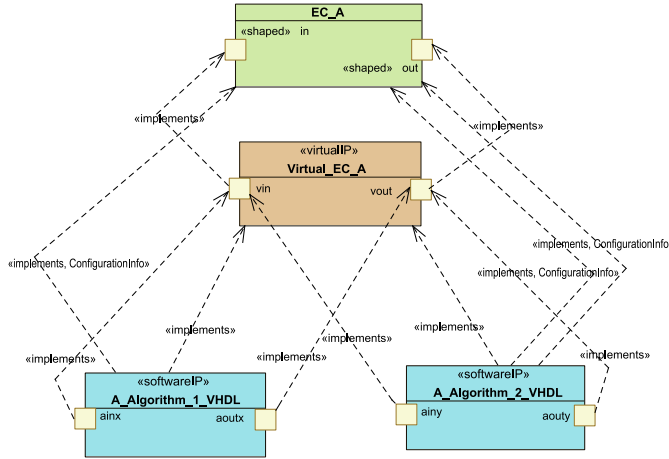 EC_A
«shaped» in
«shaped» out
«implements»
«implements»
«virtualIP»
Virtual_EC_A
vin
vout
«implements, ConfigurationInfo»
«implements, ConfigurationInfo
«implements, ConfigurationInfo»
«implements»
«implements»
«implements»
«implements»
«implements»
«implements»
«softwareIP»
A_Algorithm_1_VHDL
ainx
aoutx
«softwareIP»
A_Algorithm_2_VHDL
ainy
aouty